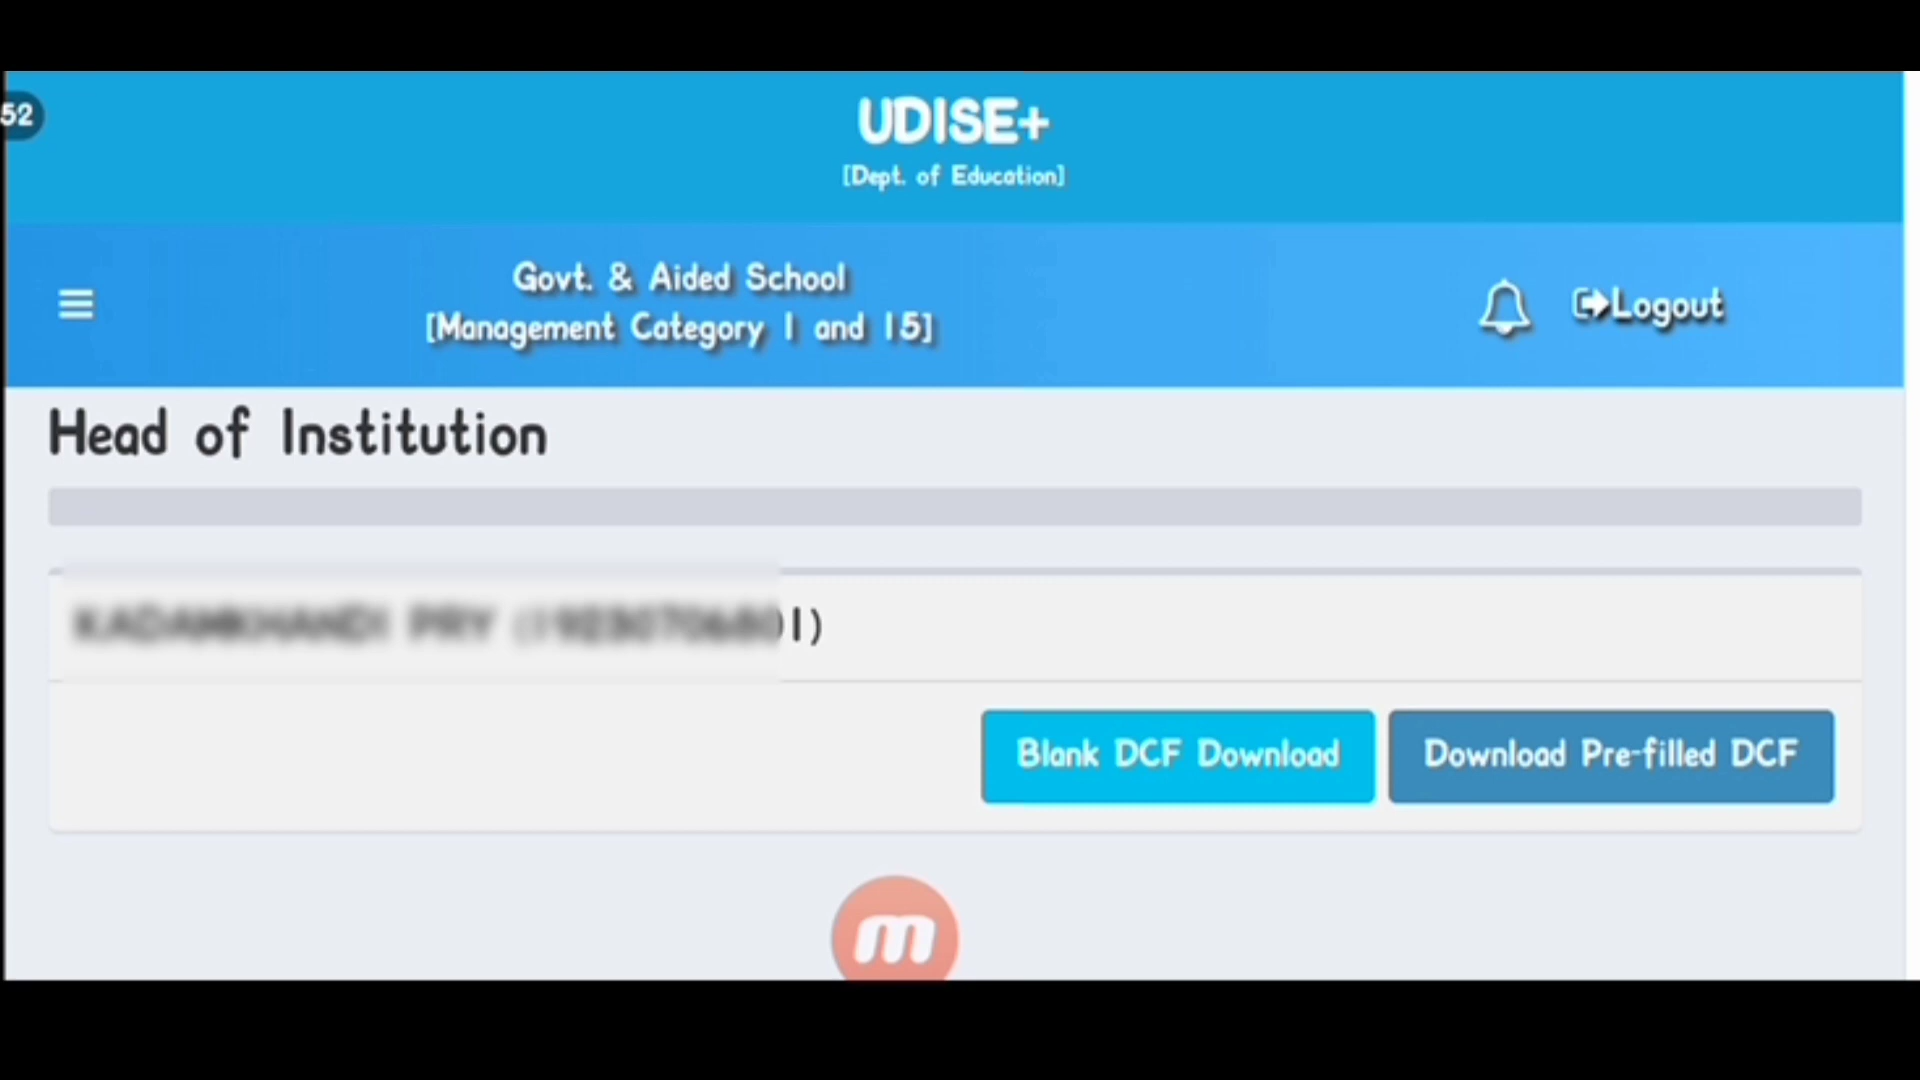 52
UDISE+
[Dept. of Education]
Govt. & Aided School
[Management Category 1 and 15]
Logout
Head of Institution
1)
Blank DCF Download
Download Pre-filled DCF
m